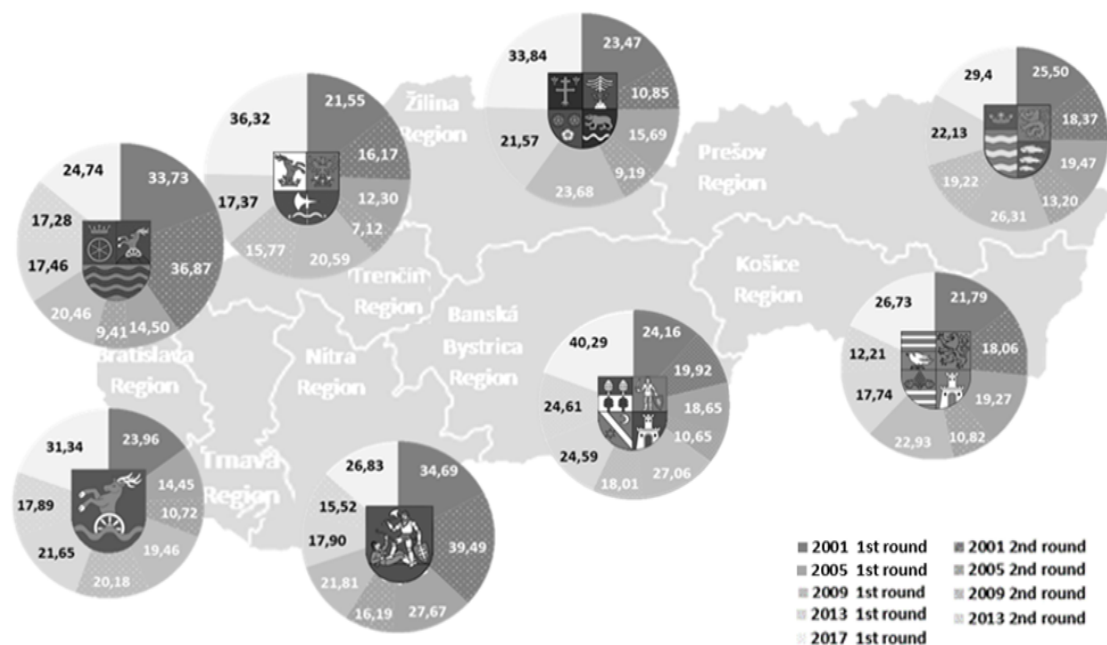 33,84
23,47
10,85
15,69
9,19
23,68
21,57
29,4
25,50
18,37
19,47
13,20
26,31
19,22
22,13
36,32
21,55
16,17
12,30
7,12
20,59
15,77
17,37
Žilina
Region
Prešov
Region
24,74
33,73
36,87
14,50
9,41
20,46
17,46
17,28
Trenčín
Region
Košice
Region
Banská
Bystrica
Region
Nitra
Region
Bratislava
Region
26,73
21,79
18,06
19,27
10,82
22,93
17,74
12,21
40,29
24,16
19,92
18,65
10,65
27,06
18,01
24,59
24,61
31,34
23,96
14,45
10,72
19,46
20,18
21,65
17,89
Trnava
Region
26,83
34,69
39,49
27,67
16,19
21,81
17,90
15,52
2001 1st round
2001 2nd round
2005 1st round
2005 2nd round
2009 1st round
2009 2nd round
2013 1st round
2013 2nd round
2017 1st round